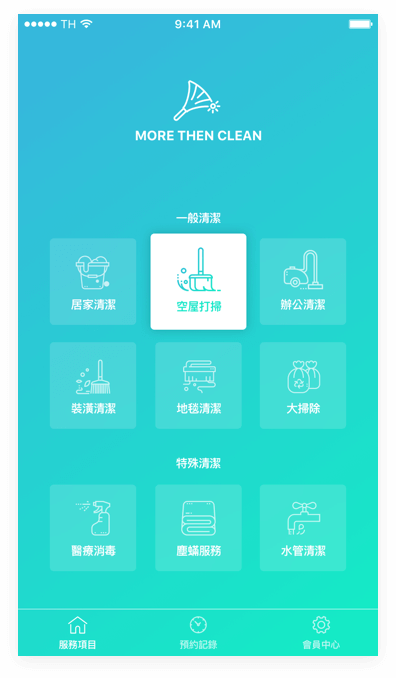 TH 9:41 AM
MORE THEN CLEAN
一般清潔
居家清潔 空屋打掃 辦公清潔
裝潢清潔 地毯清潔 大掃除
特殊清潔
醫療消毒 塵蟎服務 水管清潔
服務項目 預約記錄 會員中心